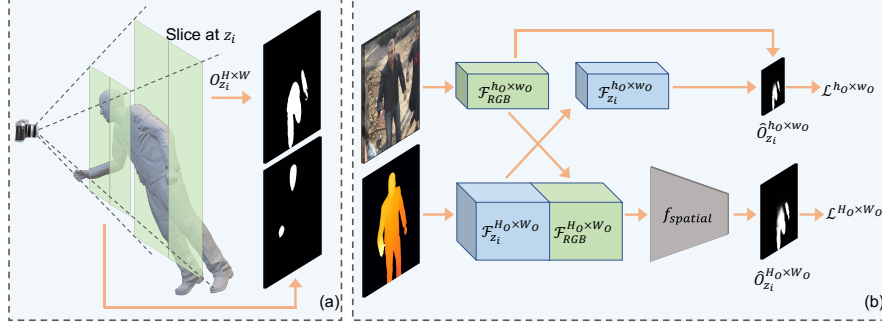 Slice at z_i
O_{z_i}^{H×W}
(a)
F_{RGB}^{h_O×w_O}
F_{z_i}^{h_O×w_O}
L^{h_O×w_O}
Ô_{z_i}^{h_O×w_O}
F_{z_i}^{H_O×W_O}
F_{RGB}^{H_O×W_O}
f_{spatial}
L^{H_O×W_O}
Ô_{z_i}^{H_O×W_O}
(b)